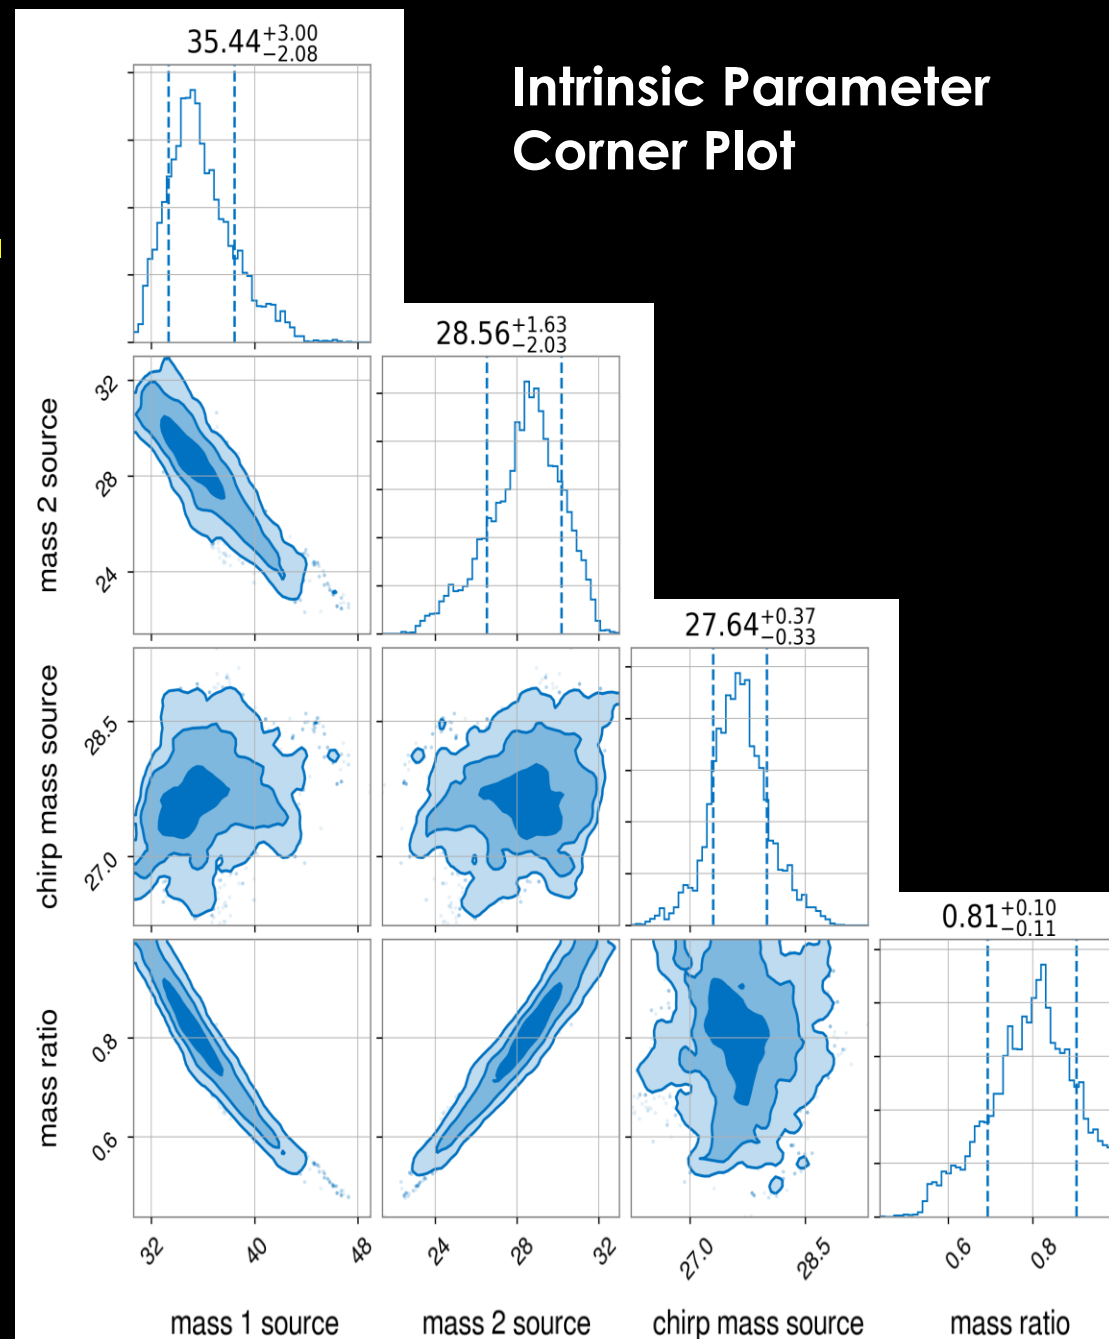 35.44+3.00−2.08
Intrinsic Parameter
Corner Plot
28.56+1.63−2.03
mass 2 source
32
28
24
27.64+0.37−0.33
chirp mass source
28.5
27.0
0.81+0.10−0.11
mass ratio
0.8
0.6
32 40 48 24 28 32 27.0 28.5 0.6 0.8
mass 1 source mass 2 source chirp mass source mass ratio